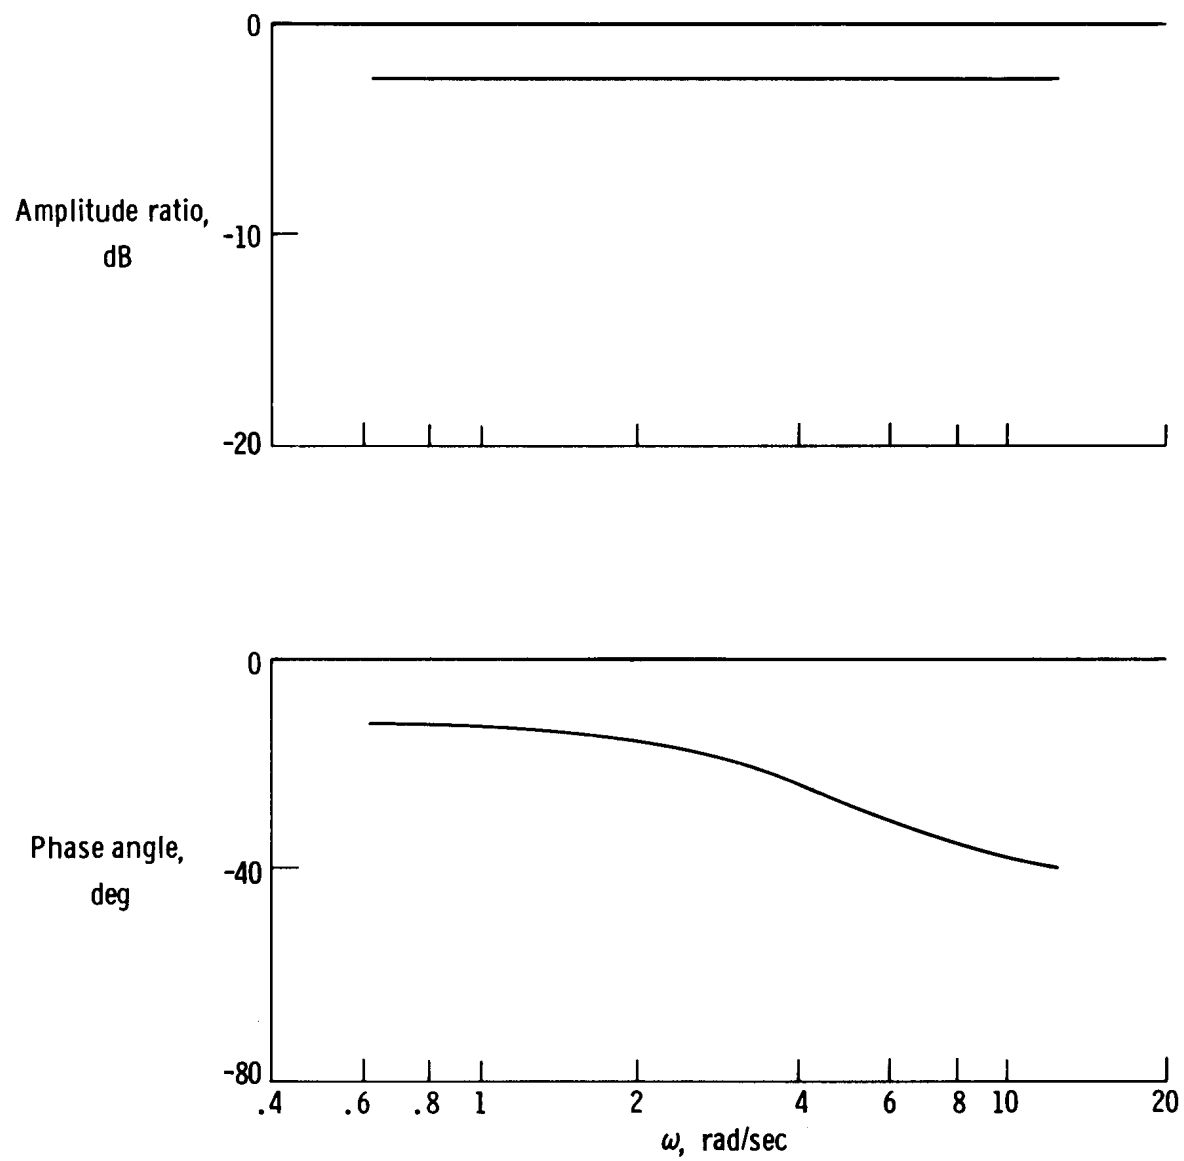 0
Amplitude ratio,
dB
-10
-20
0
Phase angle,
deg
-40
-80
.4 .6 .8 1 2 4 6 8 10 20
ω, rad/sec